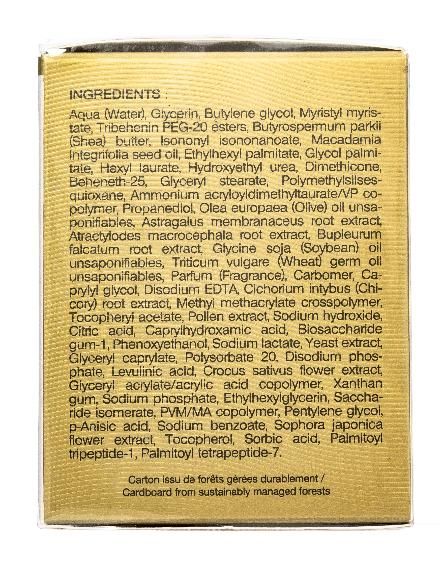 INGREDIENTS :
Aqua (Water), Glycerin, Butylene glycol, Myristyl myris-
tate, Tribehenin PEG-20 esters, Butyrospermum parkii
(Shea) butter, Isononyl isononanoate, Macadamia
Integrifolia seed oil, Ethylhexyl palmitate, Glycol palmi-
tate, Hexyl laurate, Hydroxyethyl urea, Dimethicone,
Beheneth-25, Glyceryl stearate, Polymethylsilses-
quioxane, Ammonium acryloyldimethyltaurate/VP co-
polymer, Propanediol, Olea europaea (Olive) oil unsa-
ponifiables, Astragalus membranaceus root extract,
Atractylodes macrocephala root extract, Bupleurum
falcatum root extract, Glycine soja (Soybean) oil
unsaponifiables, Triticum vulgare (Wheat) germ oil
unsaponifiables, Parfum (Fragrance), Carbomer, Ca-
prylyl glycol, Disodium EDTA, Cichorium intybus (Chi-
cory) root extract, Methyl methacrylate crosspolymer,
Tocopheryl acetate, Pollen extract, Sodium hydroxide,
Citric acid, Caprylhydroxamic acid, Biosaccharide
gum-1, Phenoxyethanol, Sodium lactate, Yeast extract,
Glyceryl caprylate, Polysorbate 20, Disodium phos-
phate, Levulinic acid, Crocus sativus flower extract,
Glyceryl acrylate/acrylic acid copolymer, Xanthan
gum, Sodium phosphate, Ethylhexylglycerin, Saccha-
ride isomerate, PVM/MA copolymer, Pentylene glycol,
p-Anisic acid, Sodium benzoate, Sophora japonica
flower extract, Tocopherol, Sorbic acid, Palmitoyl
tripeptide-1, Palmitoyl tetrapeptide-7.
Carton issu de forêts gérées durablement /
Cardboard from sustainably managed forests